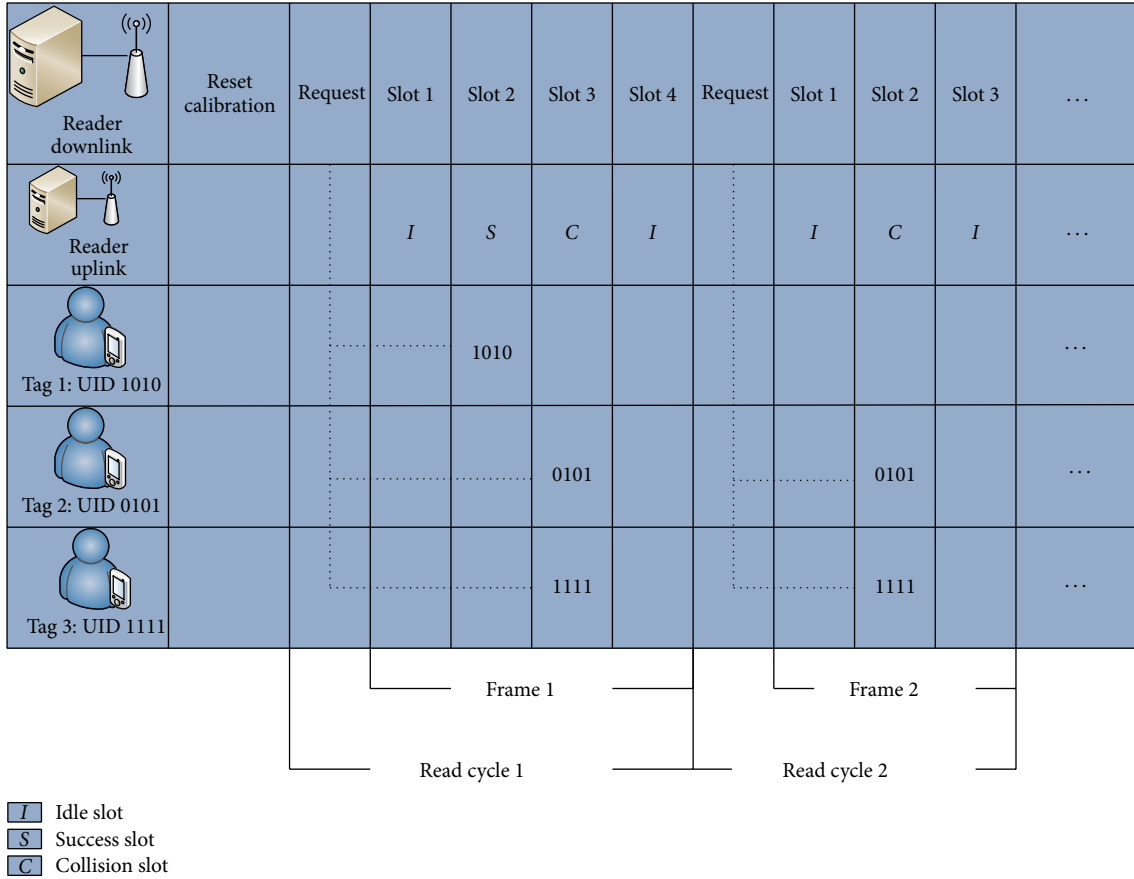 Reader
downlink
Reset
calibration
Request
Slot 1
Slot 2
Slot 3
Slot 4
Request
Slot 1
Slot 2
Slot 3
...
Reader
uplink
I
S
C
I
I
C
I
...
Tag 1: UID 1010
1010
...
Tag 2: UID 0101
0101
0101
...
Tag 3: UID 1111
1111
1111
...
Frame 1
Frame 2
Read cycle 1
Read cycle 2
I Idle slot
S Success slot
C Collision slot